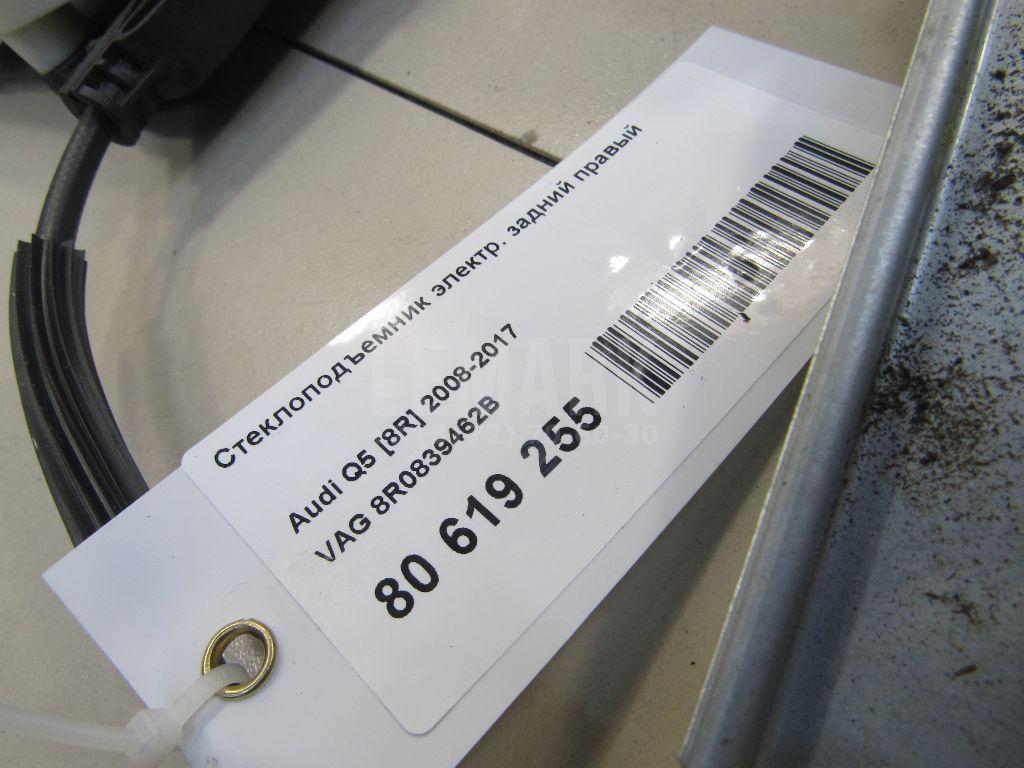 Стеклоподъемник электр. задний правый
Audi Q5 [8R] 2008-2017
VAG 8R0839462B
80 619 255